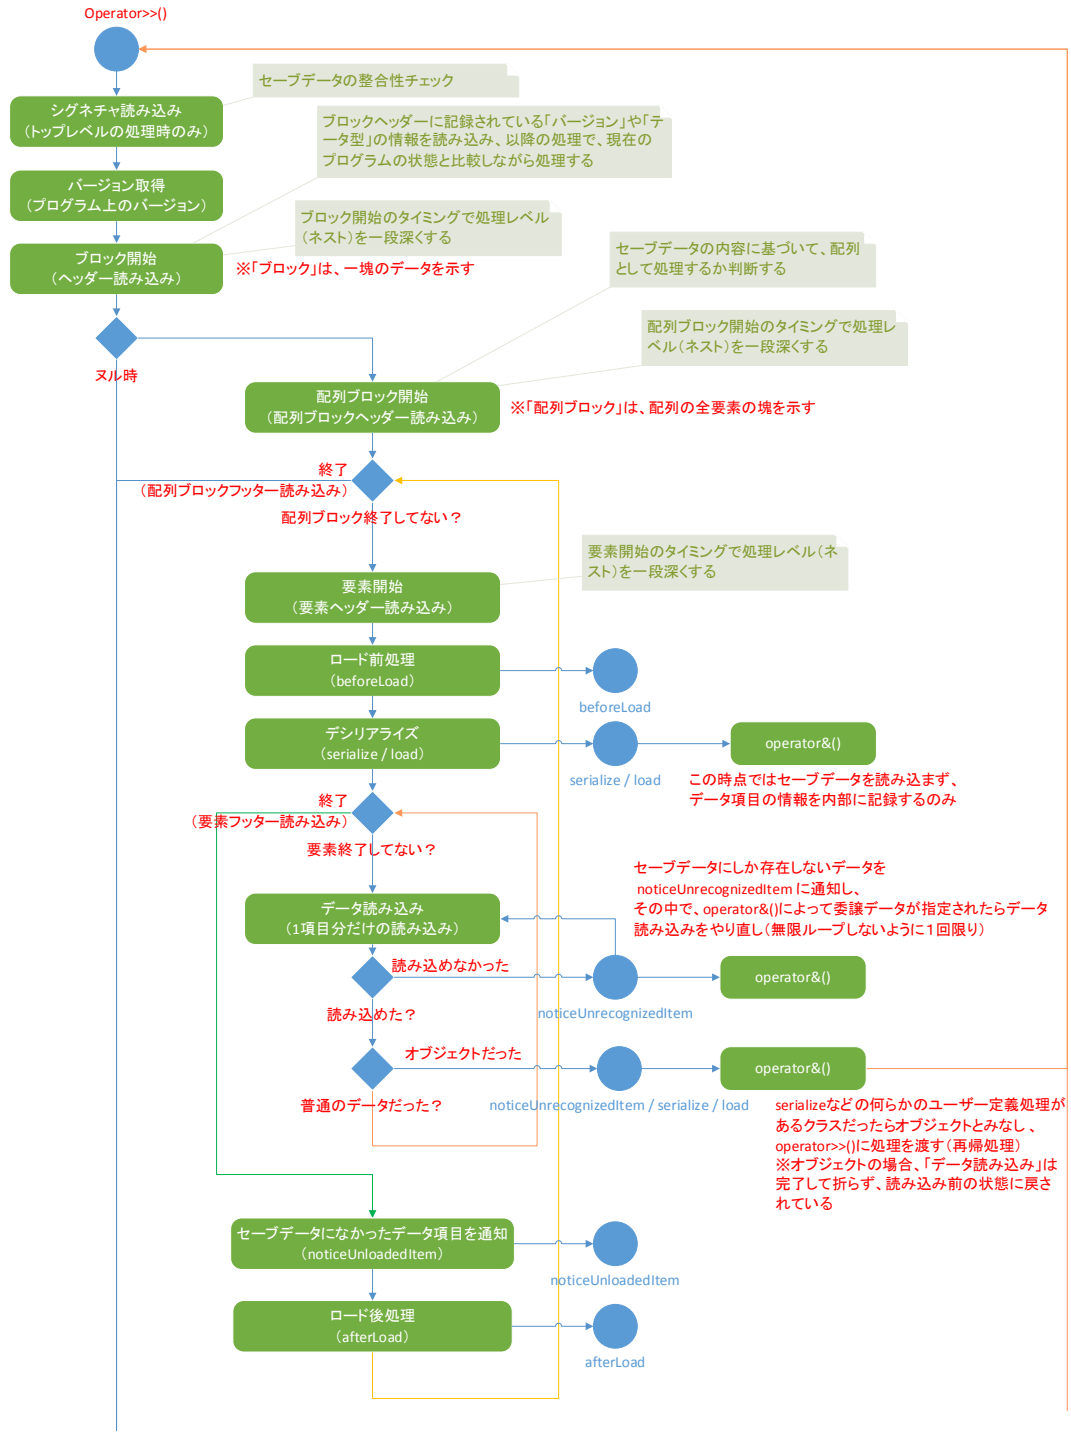 Operator>>()
セーブデータの整合性チェック
シグネチャ読み込み
（トップレベルの処理時のみ）
ブロックヘッダーに記録されている「バージョン」や「デ
ータ型」の情報を読み込み、以降の処理で、現在の
プログラムの状態と比較しながら処理する
バージョン取得
（プログラム上のバージョン）
ブロック開始のタイミングで処理レベル
（ネスト）を一段深くする
ブロック開始
（ヘッダー読み込み）
※「ブロック」は、一塊のデータを示す
セーブデータの内容に基づいて、配列
として処理するか判断する
配列ブロック開始のタイミングで処理レ
ベル（ネスト）を一段深くする
ヌル時
配列ブロック開始
（配列ブロックヘッダー読み込み）
※「配列ブロック」は、配列の全要素の塊を示す
終了
（配列ブロックフッター読み込み）
配列ブロック終了してない？
要素開始のタイミングで処理レベル（ネ
スト）を一段深くする
要素開始
（要素ヘッダー読み込み）
ロード前処理
（beforeLoad）
beforeLoad
デシリアライズ
（serialize / load）
serialize / load
operator&()
この時点ではセーブデータを読み込まず、
データ項目の情報を内部に記録するのみ
終了
（要素フッター読み込み）
要素終了してない？
セーブデータにしか存在しないデータを
noticeUnrecognizedItem に通知し、
その中で、operator&()によって委譲データが指定されたらデータ
読み込みをやり直し（無限ループしないように１回限り）
データ読み込み
（1項目分だけの読み込み）
読み込めなかった
operator&()
noticeUnrecognizedItem
読み込めた？
オブジェクトだった
operator&()
普通のデータだった？
noticeUnrecognizedItem / serialize / load
serializeなどの何らかのユーザー定義処理が
あるクラスだったらオブジェクトとみなし、
operator>>()に処理を渡す（再帰処理）
※オブジェクトの場合、「データ読み込み」は
完了して折らず、読み込み前の状態に戻さ
れている
セーブデータになかったデータ項目を通知
（noticeUnloadedItem）
noticeUnloadedItem
ロード後処理
（afterLoad）
afterLoad